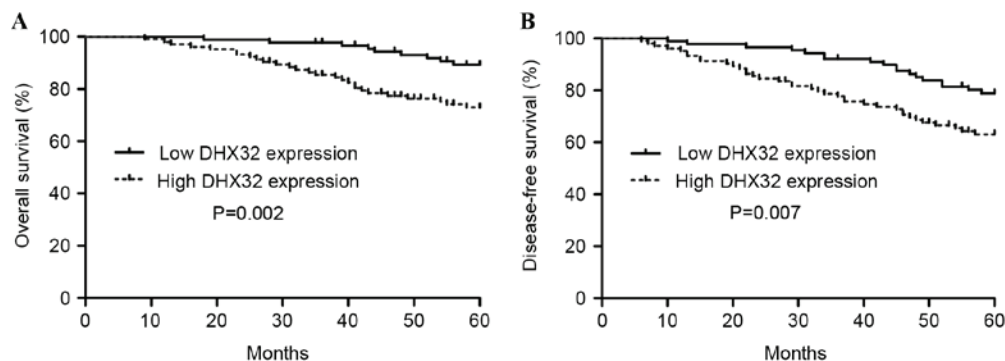 A
Overall survival (%)
100
80
60
40
20
0
Low DHX32 expression
High DHX32 expression
P=0.002
0 10 20 30 40 50 60
Months
B
Disease-free survival (%)
100
80
60
40
20
0
Low DHX32 expression
High DHX32 expression
P=0.007
0 10 20 30 40 50 60
Months